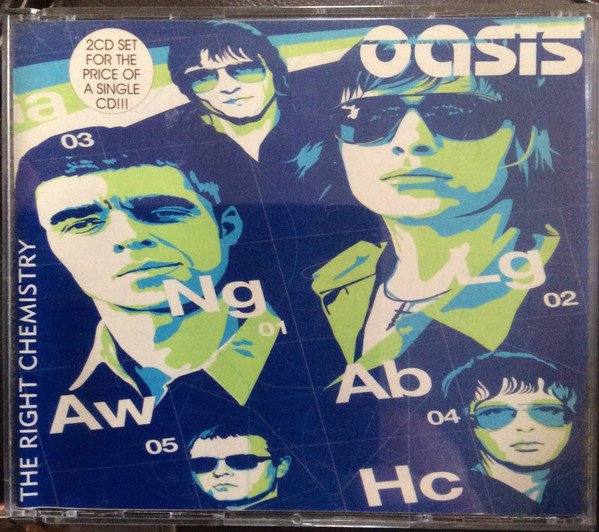 2CD SET
FOR THE
PRICE OF
A SINGLE
CD!!!
oasis
03
Ng
01
Lg
02
Aw
Ab
04
05
Hc
THE RIGHT CHEMISTRY